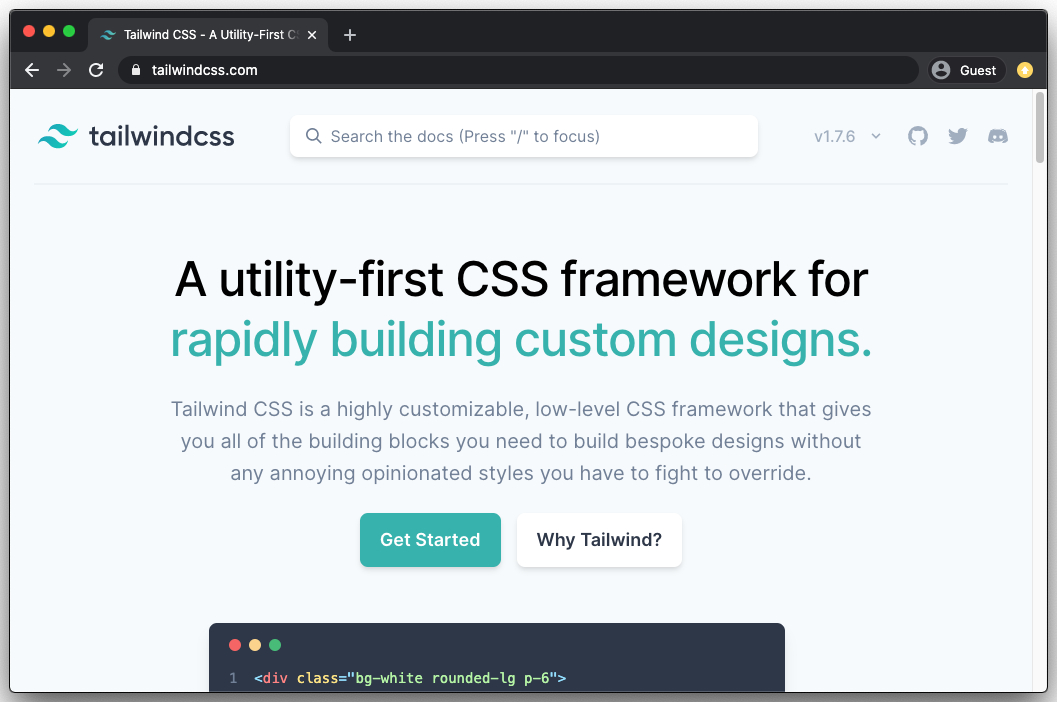 Tailwind CSS - A Utility-First CS
tailwindcss.com
Guest
tailwindcss
Search the docs (Press "/" to focus)
v1.7.6
A utility-first CSS framework for
rapidly building custom designs.
Tailwind CSS is a highly customizable, low-level CSS framework that gives
you all of the building blocks you need to build bespoke designs without
any annoying opinionated styles you have to fight to override.
Get Started
Why Tailwind?
1 <div class="bg-white rounded-lg p-6">